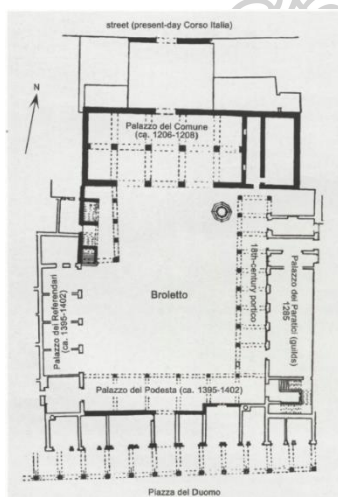 street (present-day Corso Italia)
N
Palazzo del Comune
(ca. 1206-1208)
Broletto
18th-century portico
Palazzo dei Paratici (guilds)
1285
Palazzo dei Referendari
(ca. 1395-1402)
Palazzo del Podesta (ca. 1395-1402)
Piazza del Duomo